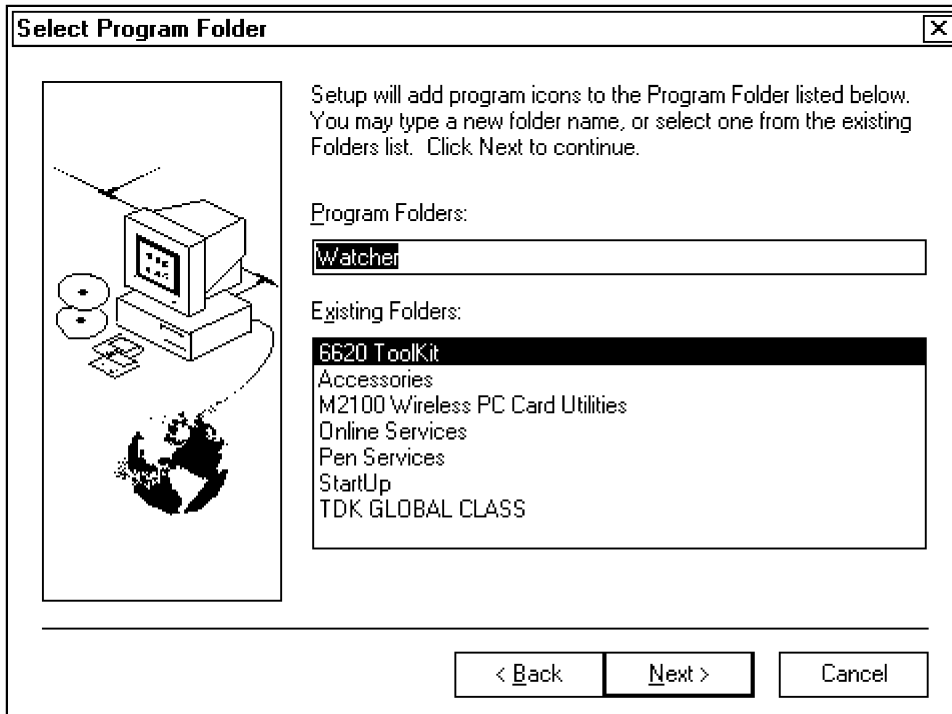 Select Program Folder
Setup will add program icons to the Program Folder listed below.
You may type a new folder name, or select one from the existing
Folders list.  Click Next to continue.
Program Folders:
Watcher
Existing Folders:
6620 ToolKit
Accessories
M2100 Wireless PC Card Utilities
Online Services
Pen Services
StartUp
TDK GLOBAL CLASS
< Back
Next >
Cancel